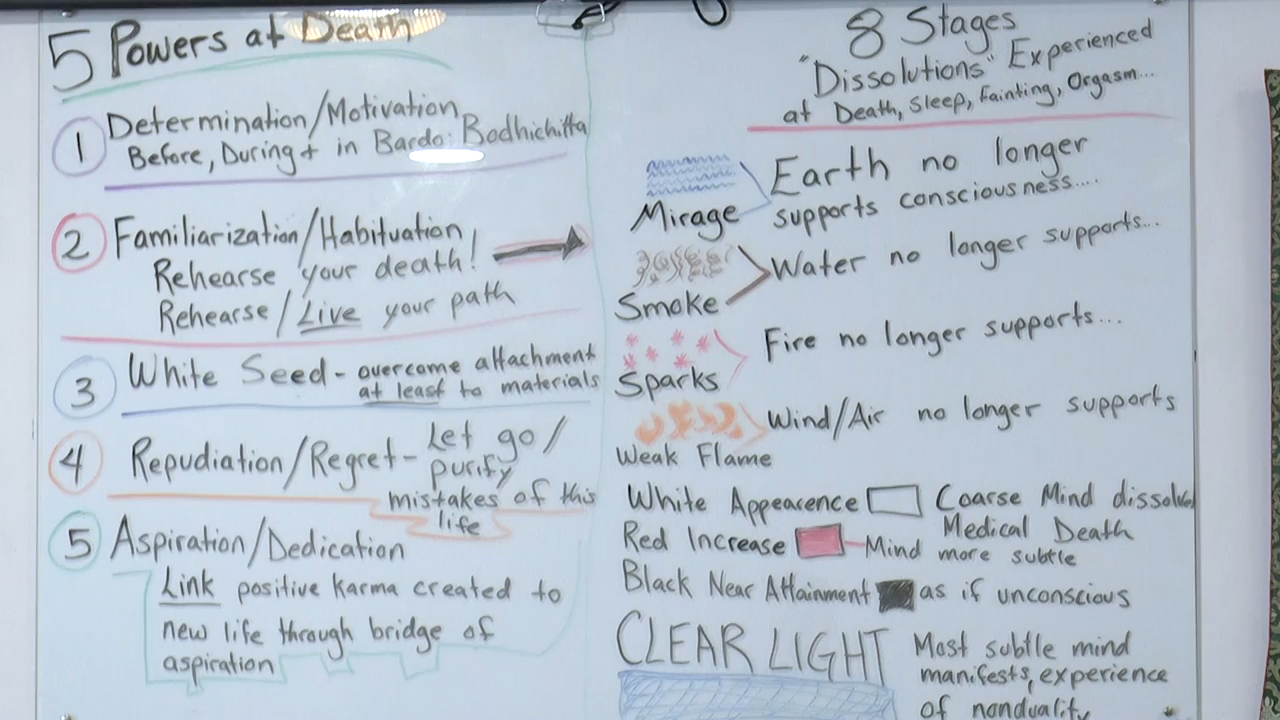 5 Powers at Death
1 Determination/Motivation
Before, During + in Bardo: Bodhichitta
2 Familiarization/Habituation
Rehearse your death!
Rehearse/Live your path
3 White Seed - overcome attachment
at least to materials
4 Repudiation/Regret - Let go/
purify
mistakes of this
life
5 Aspiration/Dedication
Link positive karma created to
new life through bridge of
aspiration
8 Stages
"Dissolutions" Experienced
at Death, Sleep, Fainting, Orgasm...
Earth no longer
Mirage supports consciousness....
Water no longer supports...
Smoke
Fire no longer supports...
Sparks
Wind/Air no longer supports
Weak Flame
White Appearence Coarse Mind dissolves
Medical Death
Red Increase Mind more subtle
Black Near Attainment as if unconscious
CLEAR LIGHT Most subtle mind
manifests, experience
of nonduality